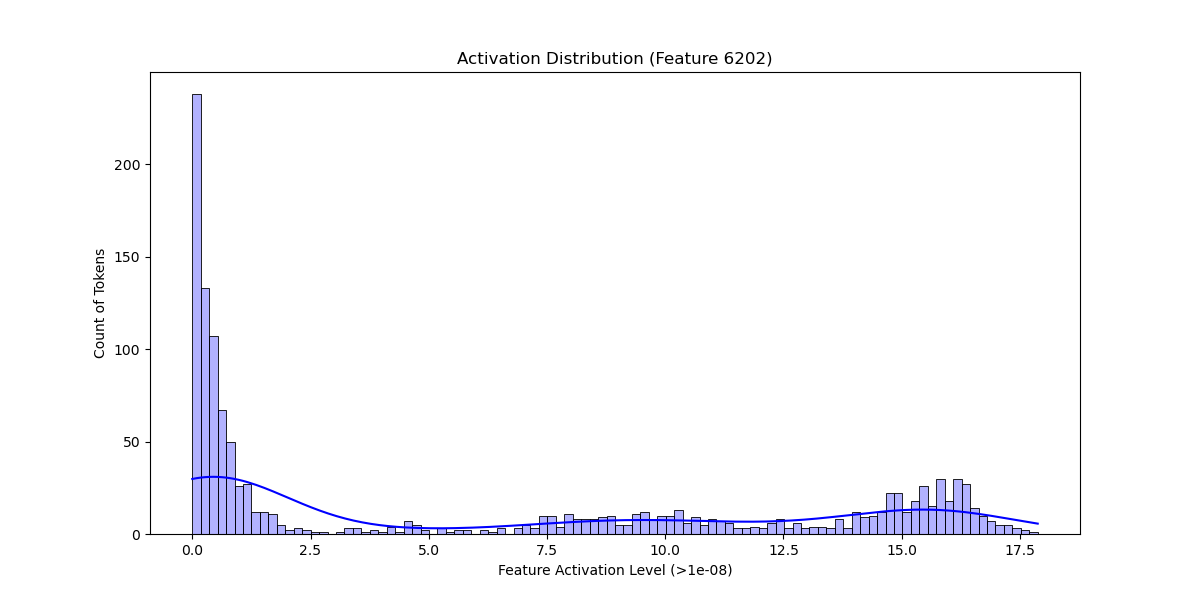 Activation Distribution (Feature 6202)
200
150
100
50
0
Count of Tokens
0.0 2.5 5.0 7.5 10.0 12.5 15.0 17.5
Feature Activation Level (>1e-08)